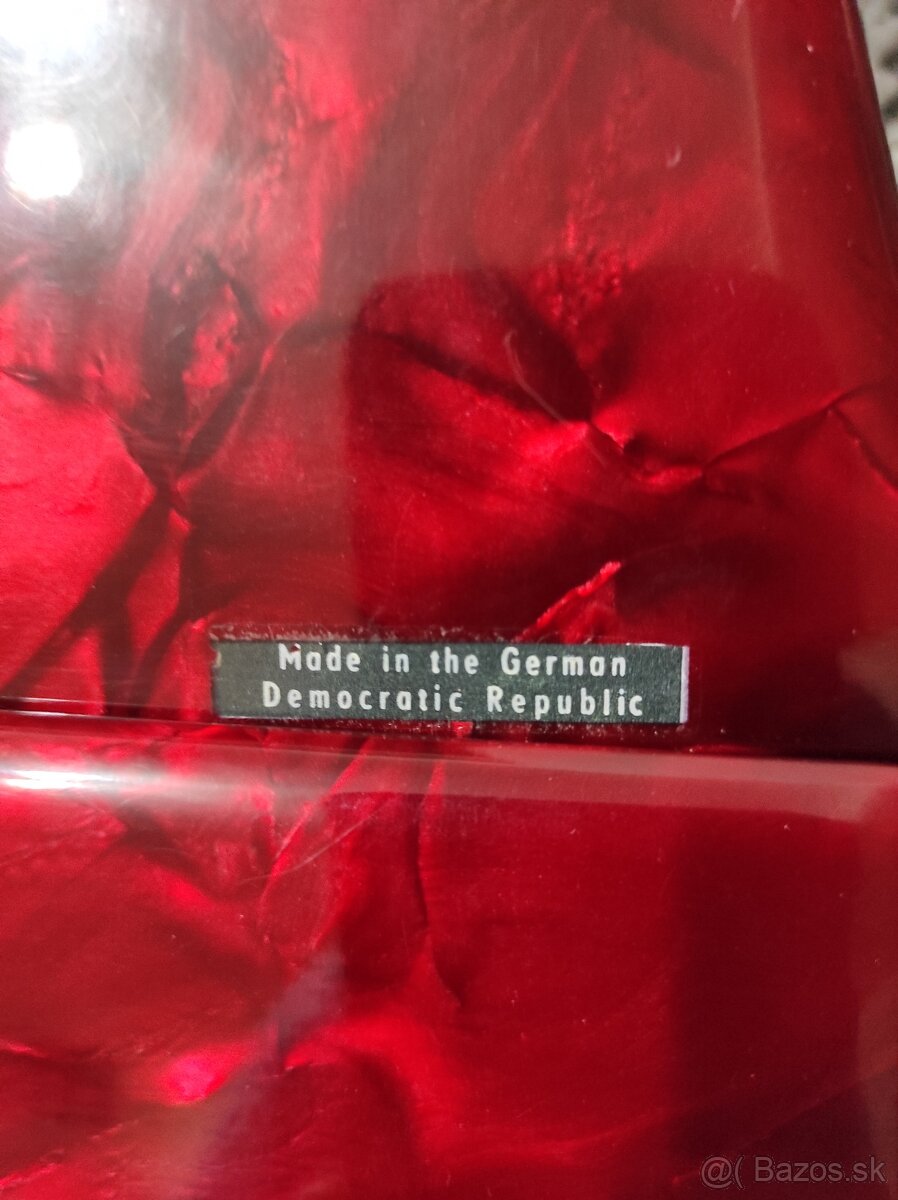 Made in the German
Democratic Republic
@( Bazos.sk